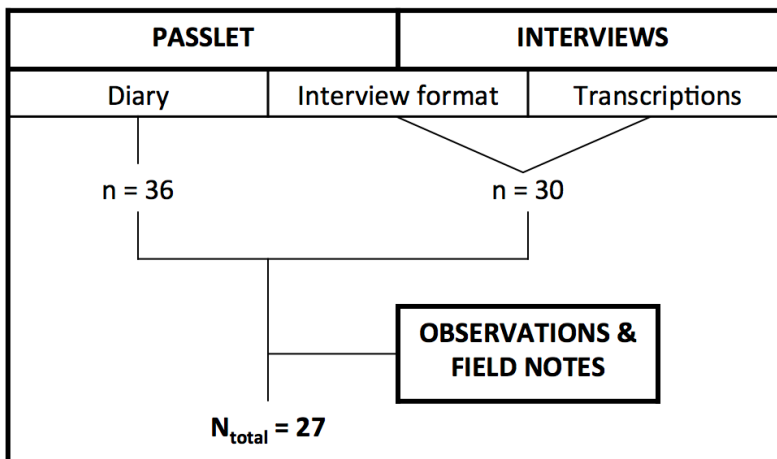 PASSLET
INTERVIEWS
Diary
Interview format
Transcriptions
n = 36
n = 30
OBSERVATIONS &
FIELD NOTES
Ntotal = 27